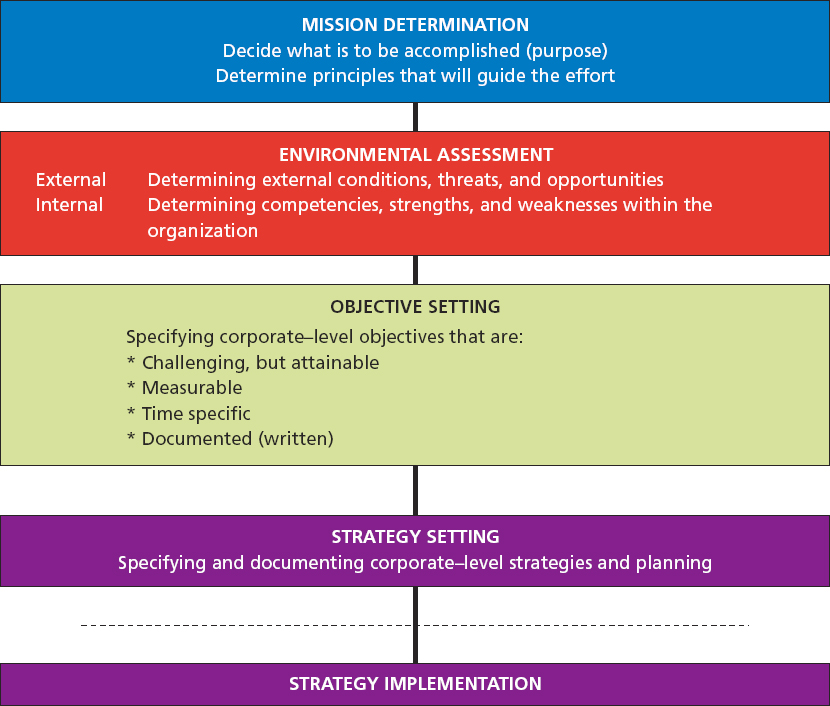 MISSION DETERMINATION
Decide what is to be accomplished (purpose)
Determine principles that will guide the effort
ENVIRONMENTAL ASSESSMENT
External Determining external conditions, threats, and opportunities
Internal Determining competencies, strengths, and weaknesses within the
organization
OBJECTIVE SETTING
Specifying corporate–level objectives that are:
* Challenging, but attainable
* Measurable
* Time specific
* Documented (written)
STRATEGY SETTING
Specifying and documenting corporate–level strategies and planning
STRATEGY IMPLEMENTATION